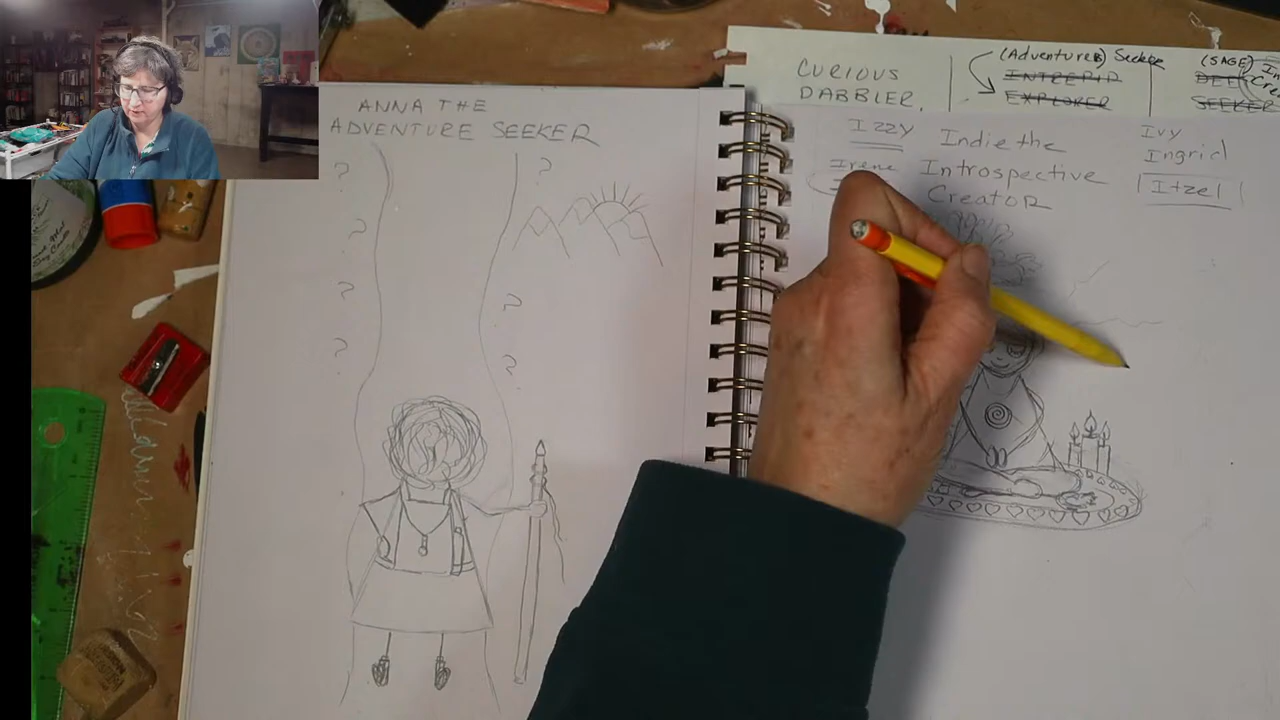 ANNA THE
ADVENTURE SEEKER
?
?
?
?
?
?
?
CURIOUS
DABBLER
(Adventure) Seeker
INTREPID
EXPLORER
(SAGE)
SEEKER
Izzy
Irene
Indie the
Introspective
Creator
Ivy
Ingrid
Itzel